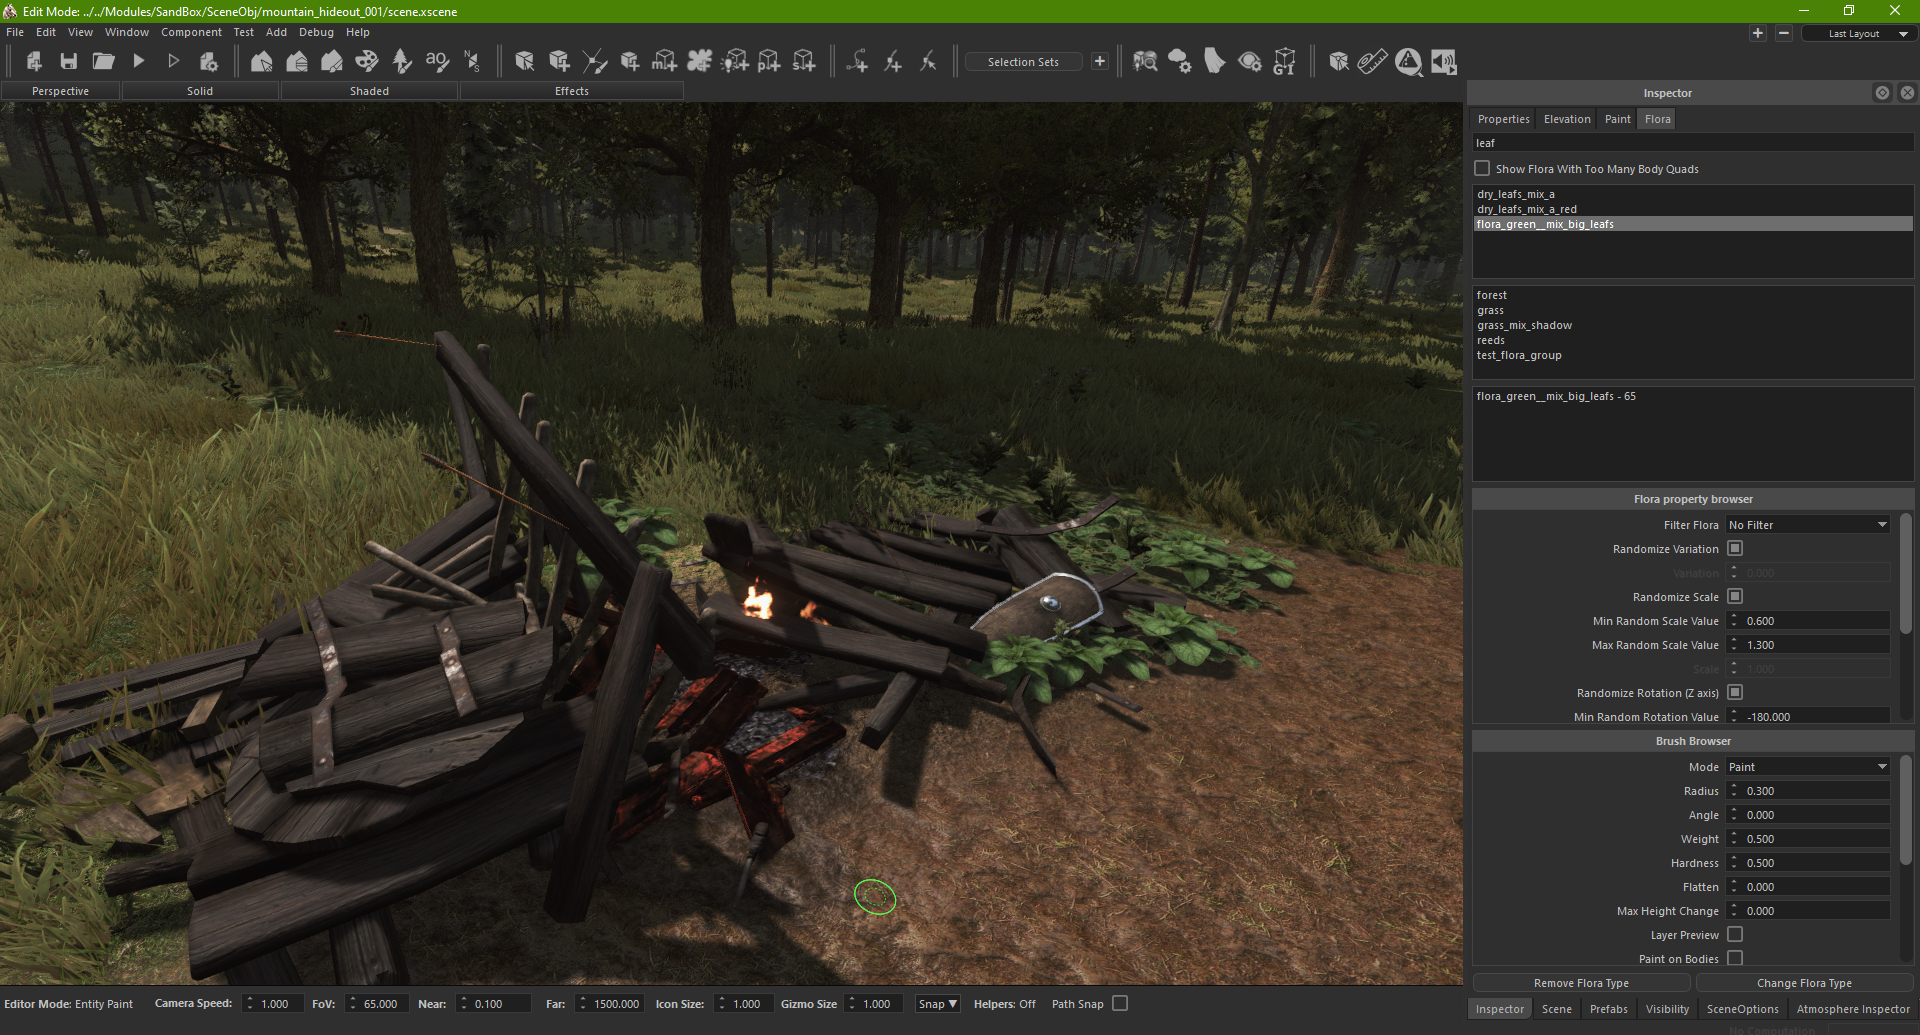 Edit Mode: ../../Modules/SandBox/SceneObj/mountain_hideout_001/scene.xscene
File Edit View Window Component Test Add Debug Help
Last Layout
ao
Selection Sets
GI
Perspective Solid Shaded Effects
Inspector
Properties Elevation Paint Flora
leaf
Show Flora With Too Many Body Quads
dry_leafs_mix_a
dry_leafs_mix_a_red
flora_green__mix_big_leafs
forest
grass
grass_mix_shadow
reeds
test_flora_group
flora_green__mix_big_leafs - 65
Flora property browser
Filter Flora No Filter
Randomize Variation
Variation 0.000
Randomize Scale
Min Random Scale Value 0.600
Max Random Scale Value 1.300
Scale 1.000
Randomize Rotation (Z axis)
Min Random Rotation Value -180.000
Brush Browser
Mode Paint
Radius 0.300
Angle 0.000
Weight 0.500
Hardness 0.500
Flatten 0.000
Max Height Change 0.000
Layer Preview
Paint on Bodies
Remove Flora Type Change Flora Type
Editor Mode: Entity Paint Camera Speed: 1.000 FoV: 65.000 Near: 0.100 Far: 1500.000 Icon Size: 1.000 Gizmo Size 1.000 Snap Helpers: Off Path Snap
Inspector Scene Prefabs Visibility SceneOptions Atmosphere Inspector
No Computation